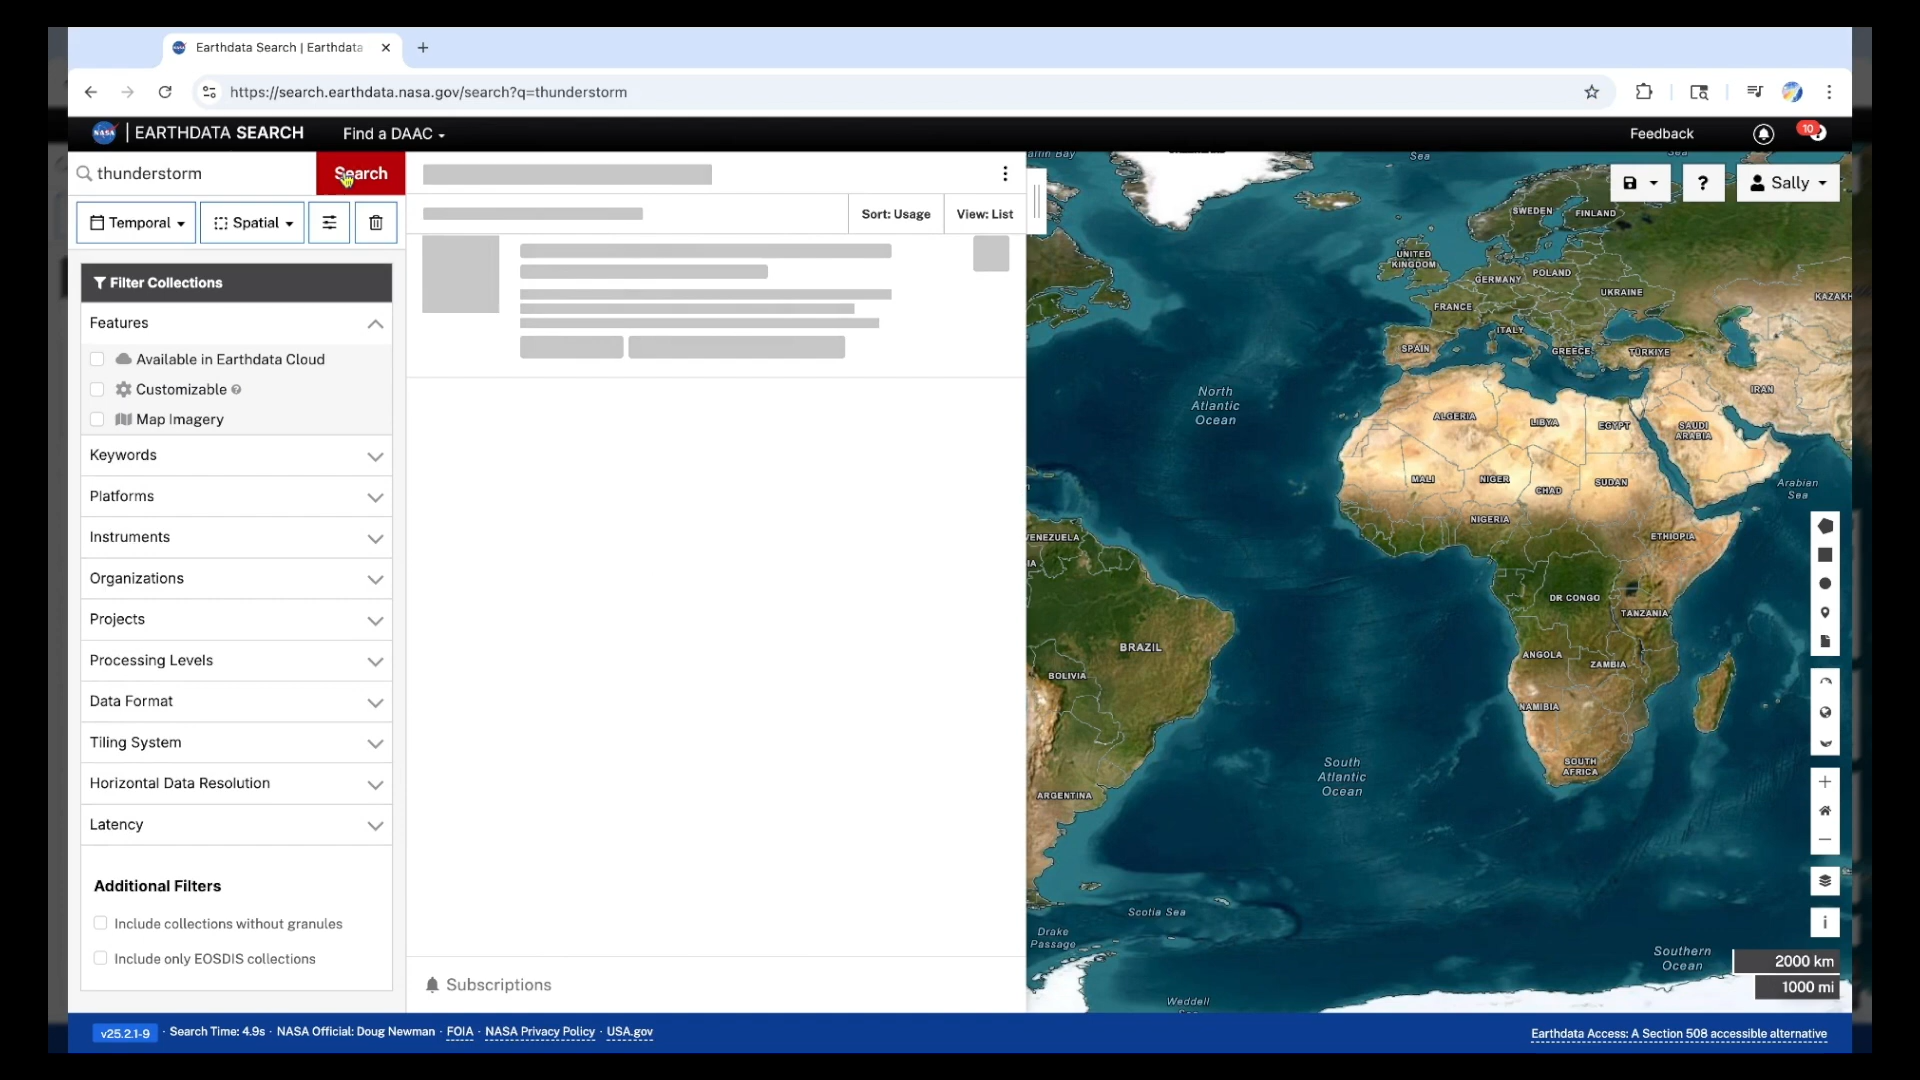 Earthdata Search | Earthdata
https://search.earthdata.nasa.gov/search?q=thunderstorm
NASA | EARTHDATA SEARCH
Find a DAAC
Feedback
10
thunderstorm
Search
Temporal
Spatial
Sort: Usage
View: List
? Sally
Filter Collections
Features
Available in Earthdata Cloud
Customizable
Map Imagery
Keywords
Platforms
Instruments
Organizations
Projects
Processing Levels
Data Format
Tiling System
Horizontal Data Resolution
Latency
Additional Filters
Include collections without granules
Include only EOSDIS collections
Subscriptions
Sea
SWEDEN
FINLAND
UNITED
KINGDOM
GERMANY
POLAND
UKRAINE
KAZAKH
FRANCE
ITALY
SPAIN
GREECE
TÜRKIYE
IRAN
North
Atlantic
Ocean
ALGERIA
LIBYA
EGYPT
SAUDI
ARABIA
MALI
NIGER
CHAD
SUDAN
Arabian
Sea
NIGERIA
ETHIOPIA
VENEZUELA
DR CONGO
TANZANIA
BRAZIL
ANGOLA
ZAMBIA
BOLIVIA
NAMIBIA
South
Atlantic
Ocean
SOUTH
AFRICA
ARGENTINA
Scotia Sea
Drake
Passage
Southern
Ocean
Weddell
2000 km
1000 mi
v25.2.1-9 · Search Time: 4.9s · NASA Official: Doug Newman · FOIA · NASA Privacy Policy · USA.gov
Earthdata Access: A Section 508 accessible alternative